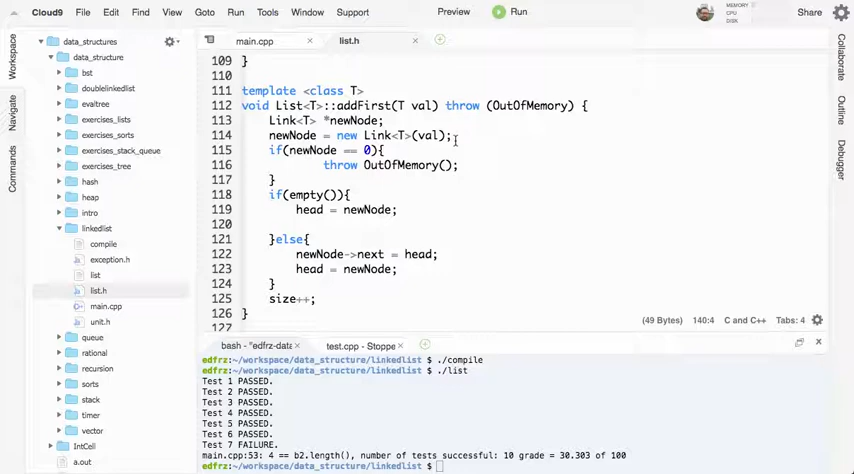 Cloud9 File Edit Find View Goto Run Tools Window Support Preview Run MEMORY CPU DISK Share
Workspace
Navigate
Commands
data_structures
data_structure
bst
doublelinkedlist
evaltree
exercises_lists
exercises_sorts
exercises_stack_queue
exercises_tree
hash
heap
intro
linkedlist
compile
exception.h
list
list.h
main.cpp
unit.h
queue
rational
recursion
sorts
stack
timer
vector
IntCell
a.out
main.cpp × list.h ×
109 }
110
111 template <class T>
112 void List<T>::addFirst(T val) throw (OutOfMemory) {
113 Link<T> *newNode;
114 newNode = new Link<T>(val);
115 if(newNode == 0){
116 throw OutOfMemory();
117 }
118 if(empty()){
119 head = newNode;
120
121 }else{
122 newNode->next = head;
123 head = newNode;
124 }
125 size++;
126 }
127
(49 Bytes) 140:4 C and C++ Tabs: 4
bash - "edfrz-data × test.cpp - Stoppe ×
edfrz:~/workspace/data_structure/linkedlist $ ./compile
edfrz:~/workspace/data_structure/linkedlist $ ./list
Test 1 PASSED.
Test 2 PASSED.
Test 3 PASSED.
Test 4 PASSED.
Test 5 PASSED.
Test 6 PASSED.
Test 7 FAILURE.
main.cpp:53: 4 == b2.length(), number of tests successful: 10 grade = 30.303 of 100
edfrz:~/workspace/data_structure/linkedlist $
Collaborate
Outline
Debugger